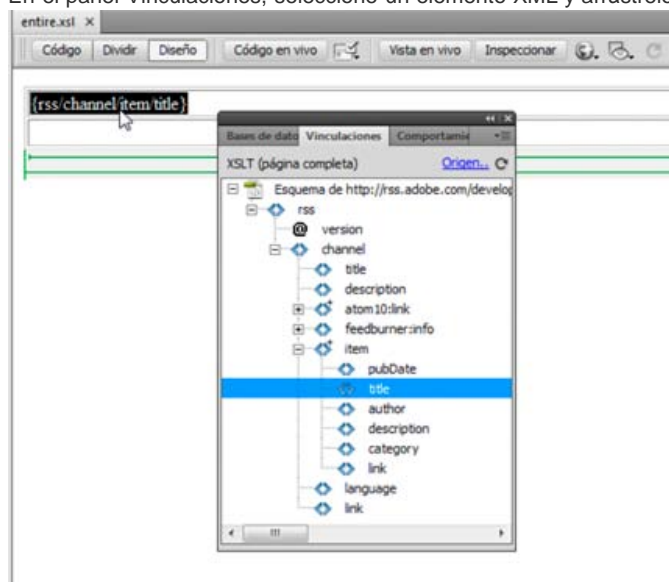 En el panel Vinculaciones, seleccione un elemento XML y arrástrelo
entire.xsl ×
Código Dividir Diseño Código en vivo Vista en vivo Inspeccionar
{rss/channel/item/title}
Bases de dato Vinculaciones Comportamie
XSLT (página completa) Origen...
Esquema de http://rss.adobe.com/develop
rss
version
channel
title
description
atom10:link
feedburner:info
item
pubDate
title
author
description
category
link
language
link